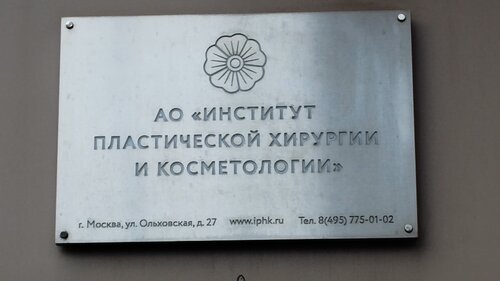 АО «ИНСТИТУТ
ПЛАСТИЧЕСКОЙ ХИРУРГИИ
И КОСМЕТОЛОГИИ»
г. Москва, ул. Ольховская, д. 27 www.iphk.ru Тел. 8(495) 775-01-02